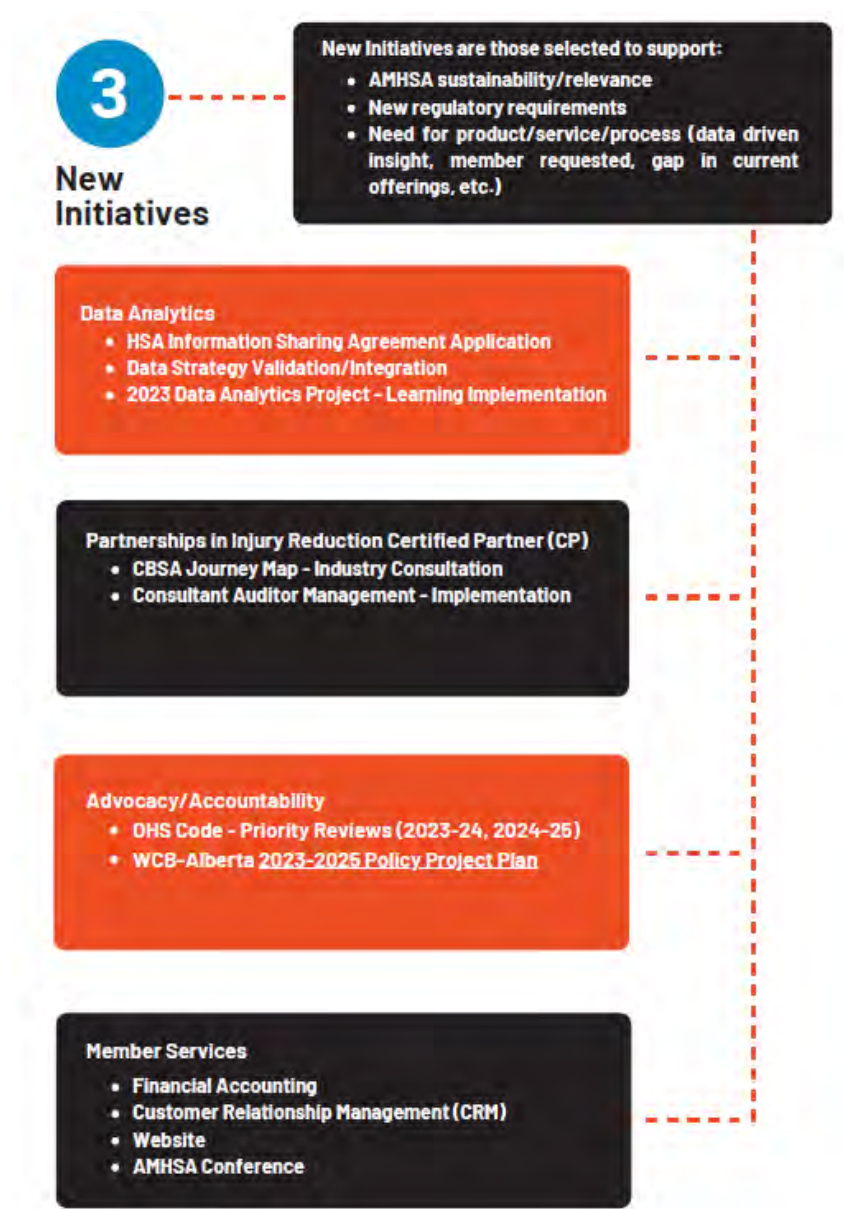 3
New
Initiatives
New Initiatives are those selected to support:
• AMHSA sustainability/relevance
• New regulatory requirements
• Need for product/service/process (data driven
insight, member requested, gap in current
offerings, etc.)
Data Analytics
• HSA Information Sharing Agreement Application
• Data Strategy Validation/Integration
• 2023 Data Analytics Project - Learning Implementation
Partnerships in Injury Reduction Certified Partner (CP)
• CBSA Journey Map - Industry Consultation
• Consultant Auditor Management - Implementation
Advocacy/Accountability
• OHS Code - Priority Reviews (2023-24, 2024-25)
• WCB-Alberta 2023-2025 Policy Project Plan
Member Services
• Financial Accounting
• Customer Relationship Management (CRM)
• Website
• AMHSA Conference